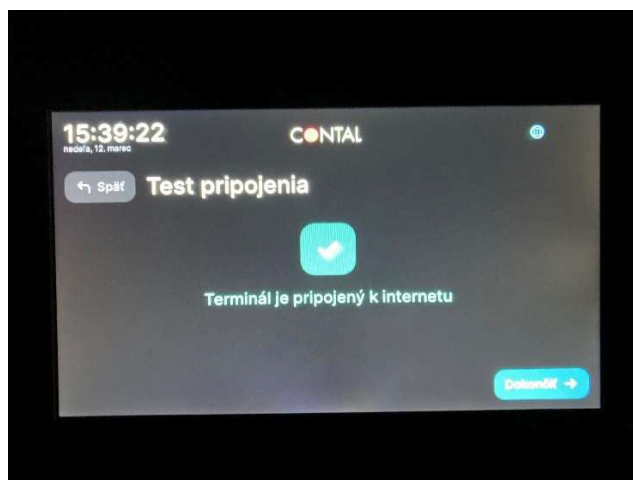 15:39:22
nedeľa, 12. marec
CONTAL
Späť
Test pripojenia
Terminál je pripojený k internetu
Dokončiť